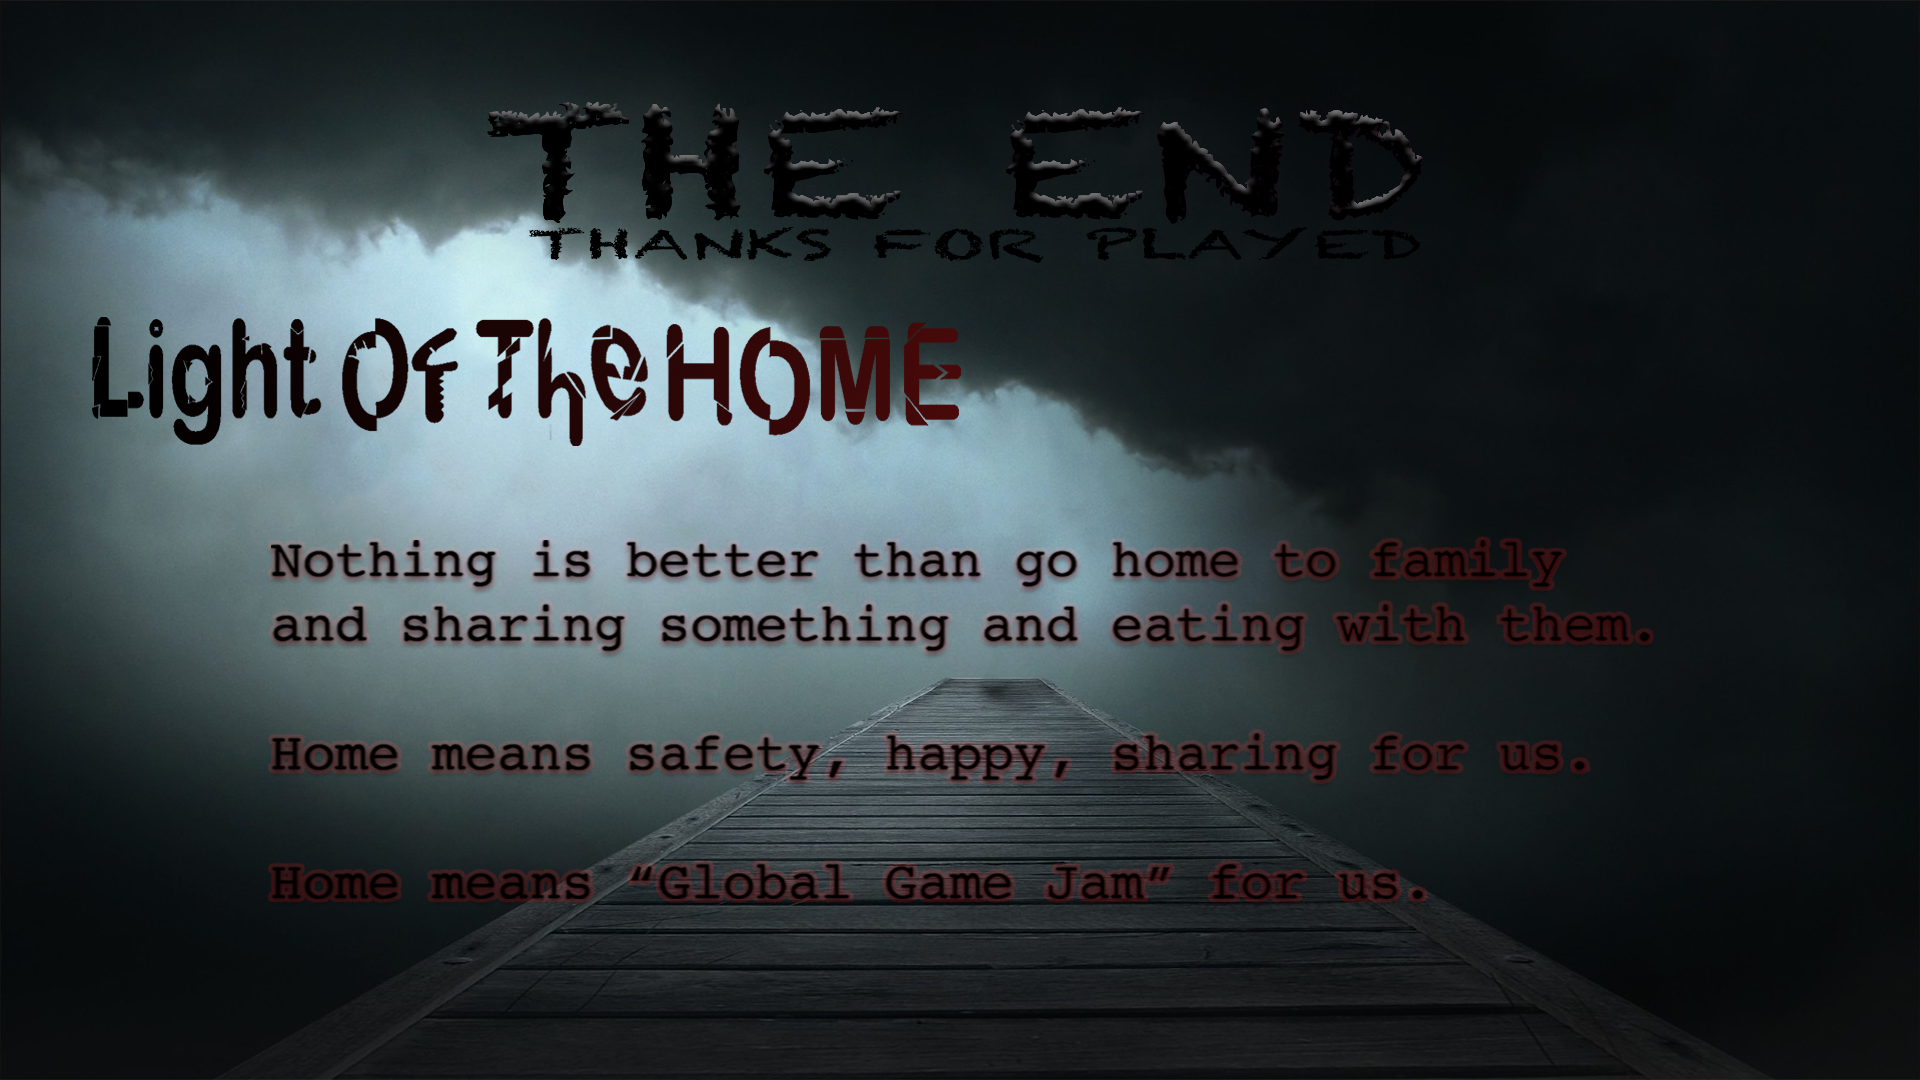 THE END
THANKS FOR PLAYED
Light Of The HOME
Nothing is better than go home to family
and sharing something and eating with them.
Home means safety, happy, sharing for us.
Home means “Global Game Jam” for us.